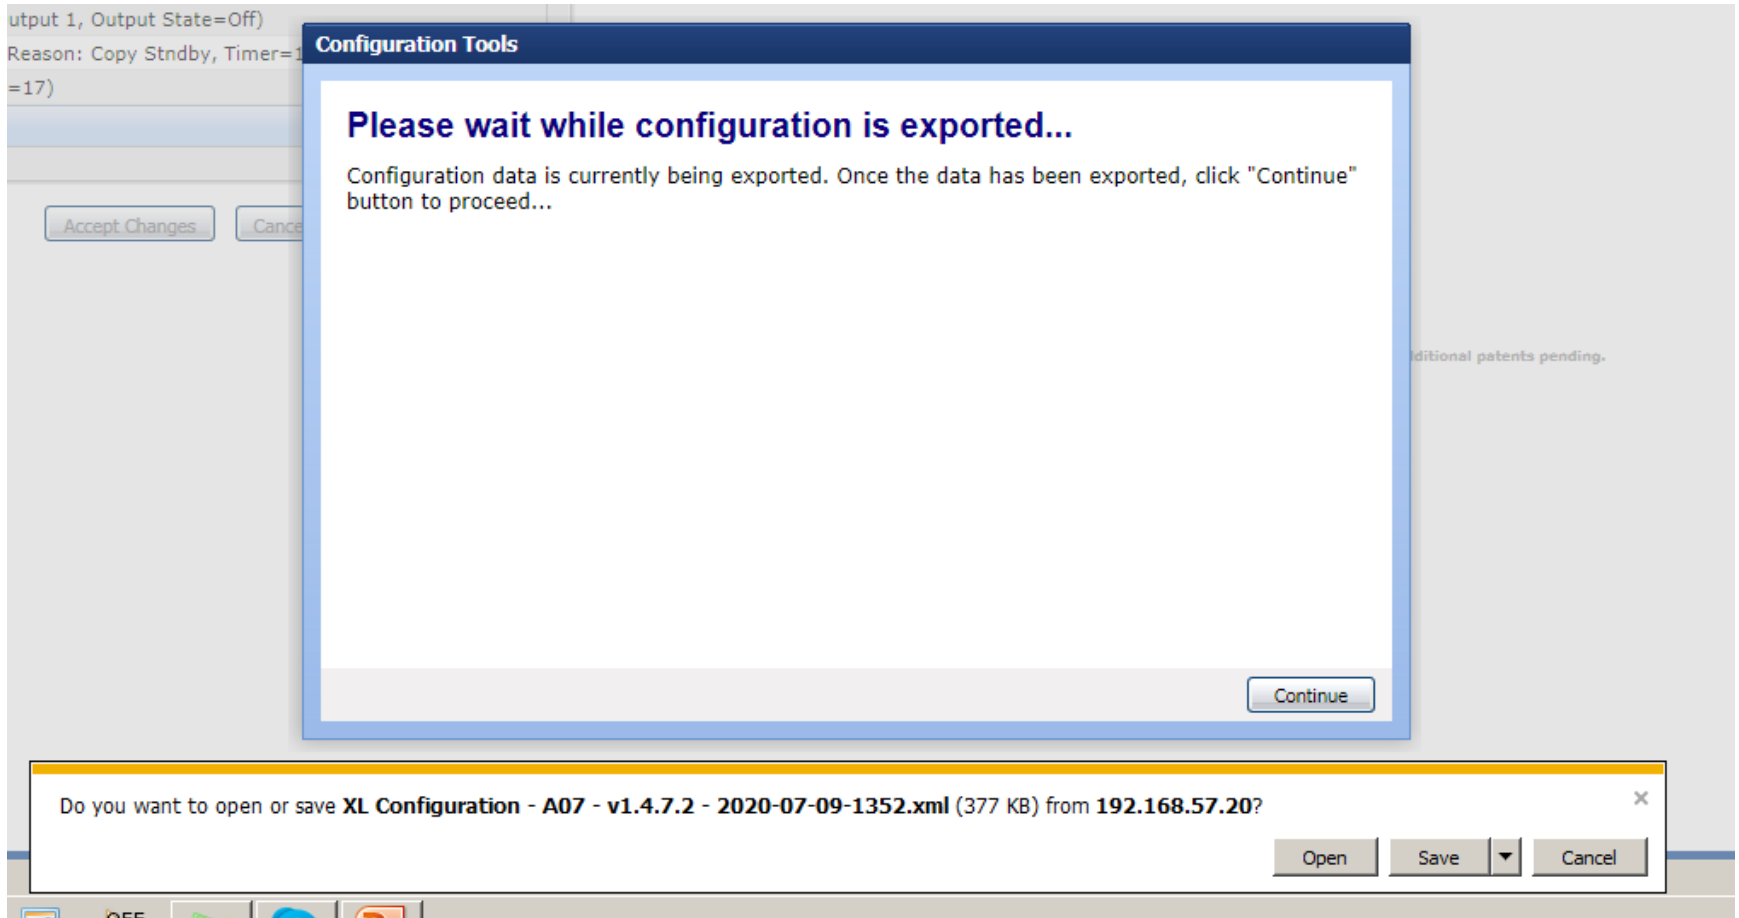 utput 1, Output State=Off)
Reason: Copy Stndby, Timer=1
=17)
Accept Changes
Cance
Configuration Tools
Please wait while configuration is exported...
Configuration data is currently being exported. Once the data has been exported, click "Continue"
button to proceed...
Continue
ditional patents pending.
Do you want to open or save XL Configuration - A07 - v1.4.7.2 - 2020-07-09-1352.xml (377 KB) from 192.168.57.20?
Open
Save
Cancel
OFF